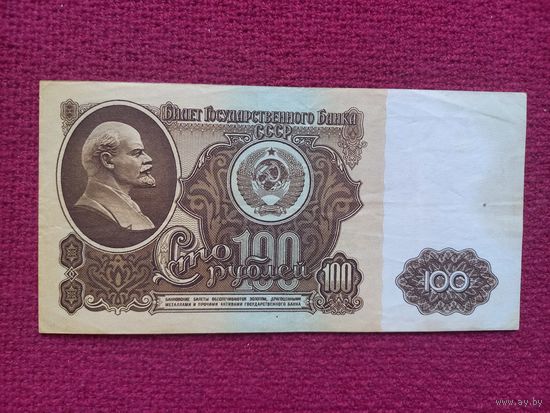 Билет Государственного Банка
СССР
Сто 100
рублей
100
100
БАНКОВСКИЕ БИЛЕТЫ ОБЕСПЕЧИВАЮТСЯ ЗОЛОТОМ, ДРАГОЦЕННЫМИ
МЕТАЛЛАМИ И ПРОЧИМИ АКТИВАМИ ГОСУДАРСТВЕННОГО БАНКА
www.ay.by